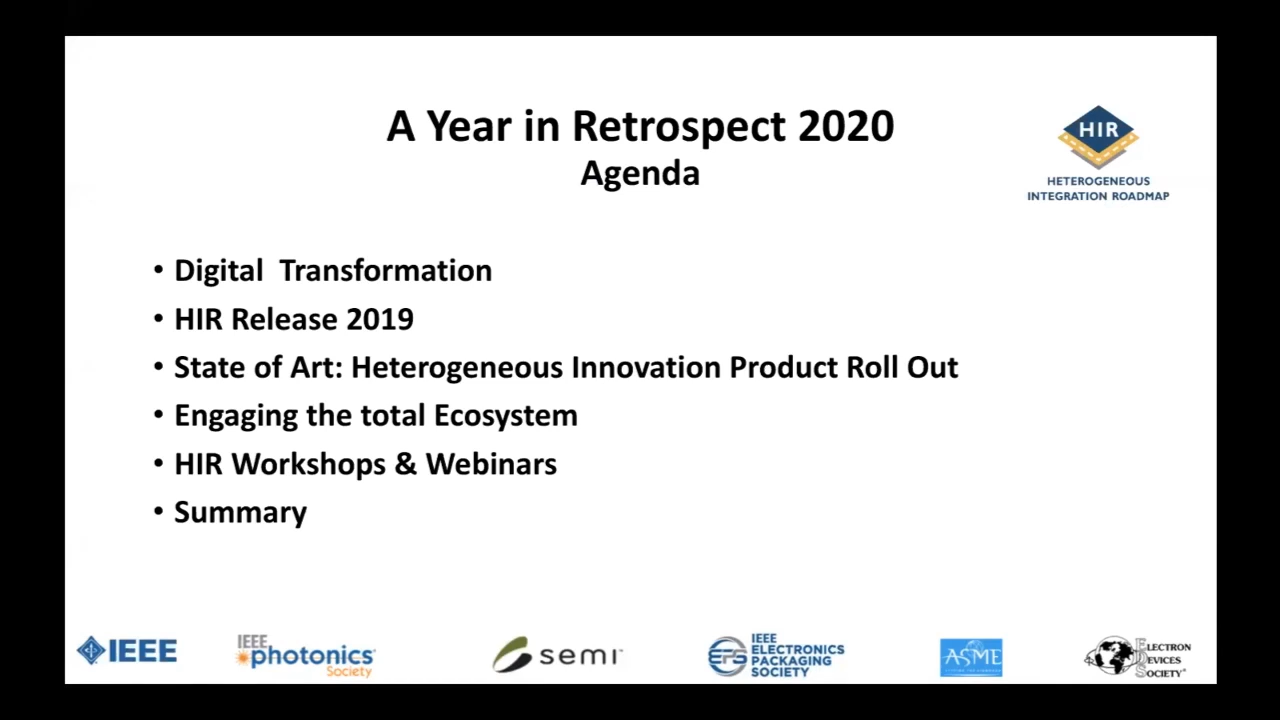 A Year in Retrospect 2020
Agenda
HIR
HETEROGENEOUS
INTEGRATION ROADMAP
• Digital  Transformation
• HIR Release 2019
• State of Art: Heterogeneous Innovation Product Roll Out
• Engaging the total Ecosystem
• HIR Workshops & Webinars
• Summary
IEEE
IEEE
photonics
Society
semi
EPS
IEEE
ELECTRONICS
PACKAGING
SOCIETY
ASME
ELECTRON
DEVICES
SOCIETY®